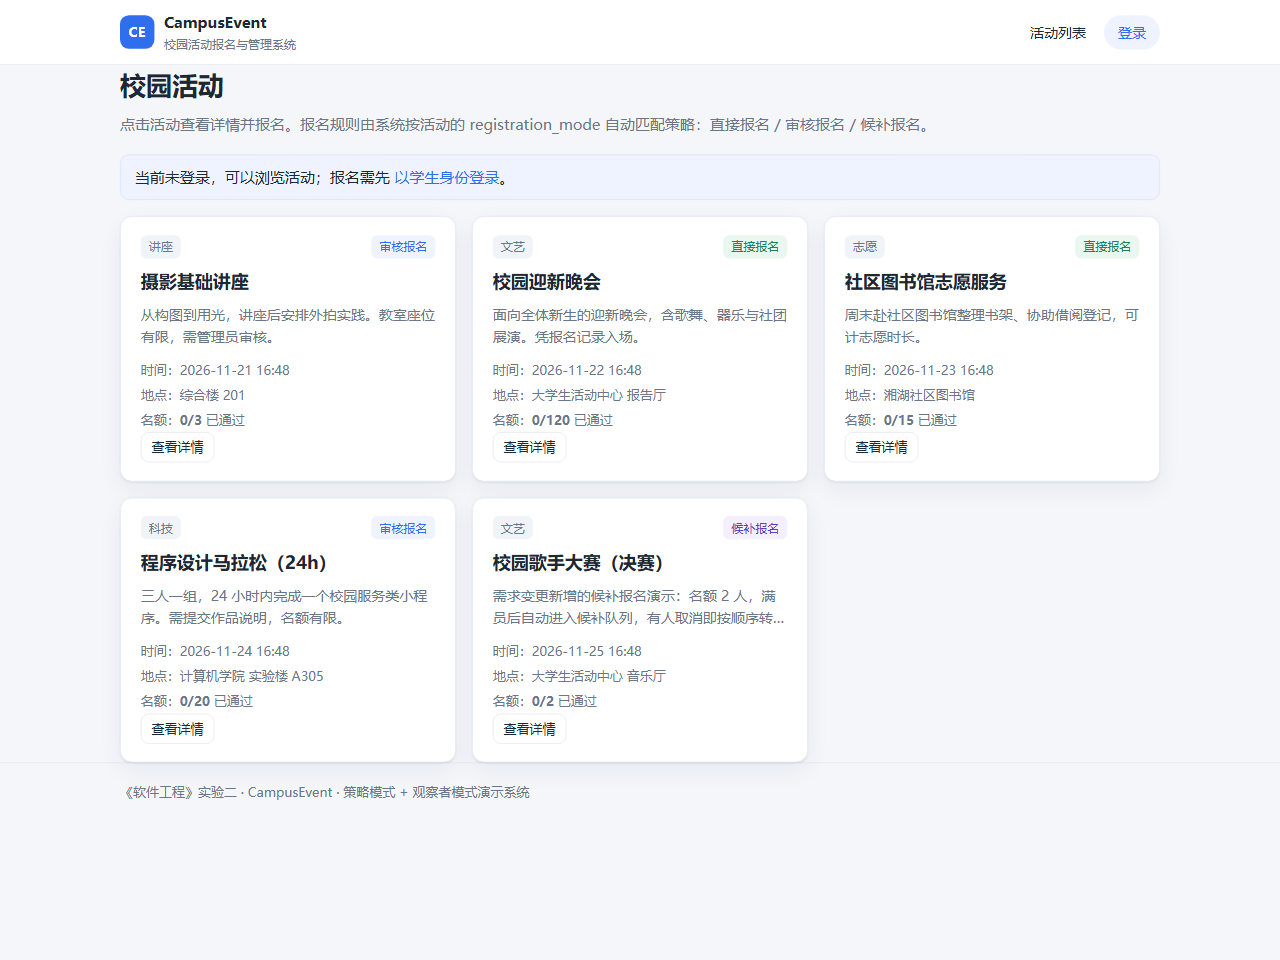 CE
CampusEvent
校园活动报名与管理系统
活动列表
登录
校园活动
点击活动查看详情并报名。报名规则由系统按活动的 registration_mode 自动匹配策略：直接报名 / 审核报名 / 候补报名。
当前未登录，可以浏览活动；报名需先 以学生身份登录。
讲座
审核报名
摄影基础讲座
从构图到用光，讲座后安排外拍实践。教室座位
有限，需管理员审核。
时间：2026-11-21 16:48
地点：综合楼 201
名额：0/3 已通过
查看详情
文艺
直接报名
校园迎新晚会
面向全体新生的迎新晚会，含歌舞、器乐与社团
展演。凭报名记录入场。
时间：2026-11-22 16:48
地点：大学生活动中心 报告厅
名额：0/120 已通过
查看详情
志愿
直接报名
社区图书馆志愿服务
周末赴社区图书馆整理书架、协助借阅登记，可
计志愿时长。
时间：2026-11-23 16:48
地点：湘湖社区图书馆
名额：0/15 已通过
查看详情
科技
审核报名
程序设计马拉松（24h）
三人一组，24 小时内完成一个校园服务类小程
序。需提交作品说明，名额有限。
时间：2026-11-24 16:48
地点：计算机学院 实验楼 A305
名额：0/20 已通过
查看详情
文艺
候补报名
校园歌手大赛（决赛）
需求变更新增的候补报名演示：名额 2 人，满
员后自动进入候补队列，有人取消即按顺序转...
时间：2026-11-25 16:48
地点：大学生活动中心 音乐厅
名额：0/2 已通过
查看详情
《软件工程》实验二 · CampusEvent · 策略模式 + 观察者模式演示系统